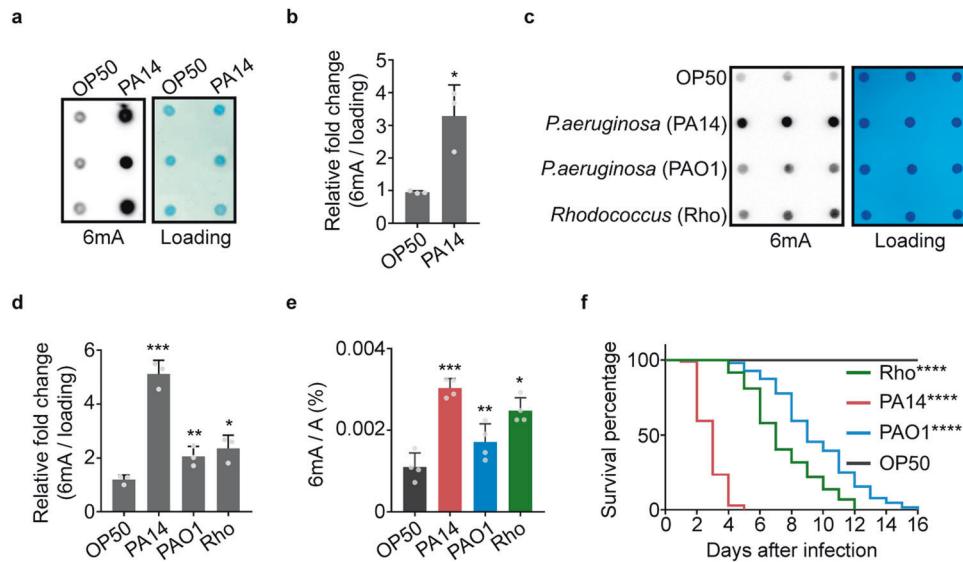 a
OP50
PA14
OP50
PA14
6mA
Loading
b
Relative fold change
(6mA / loading)
5
4
3
2
1
0
*
OP50
PA14
c
OP50
P.aeruginosa (PA14)
P.aeruginosa (PAO1)
Rhodococcus (Rho)
6mA
Loading
d
Relative fold change
(6mA / loading)
6
4
2
0
***
**
*
OP50
PA14
PAO1
Rho
e
6mA / A (%)
0.004
0.002
0.000
***
**
*
OP50
PA14
PAO1
Rho
f
Survival percentage
100
50
0
Rho****
PA14****
PAO1****
OP50
0 2 4 6 8 10 12 14 16
Days after infection